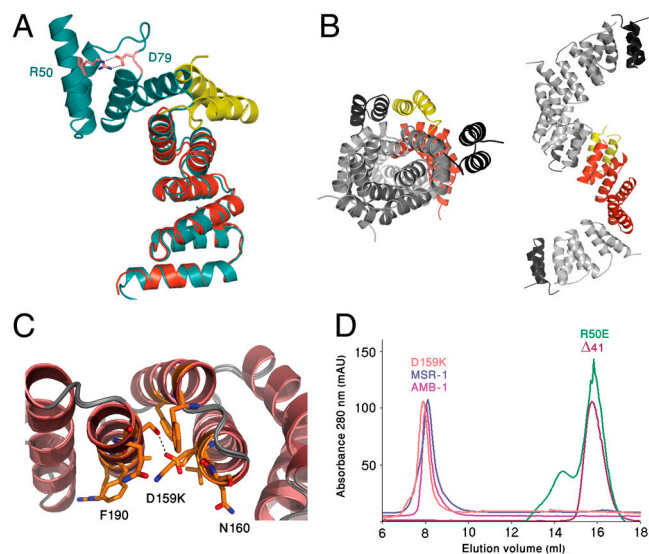 A
R50
D79
B
C
F190
D159K
N160
D
R50E
Δ41
D159K
MSR-1
AMB-1
Absorbance 280 nm (mAU)
150
100
50
6 8 10 12 14 16 18
Elution volume (ml)